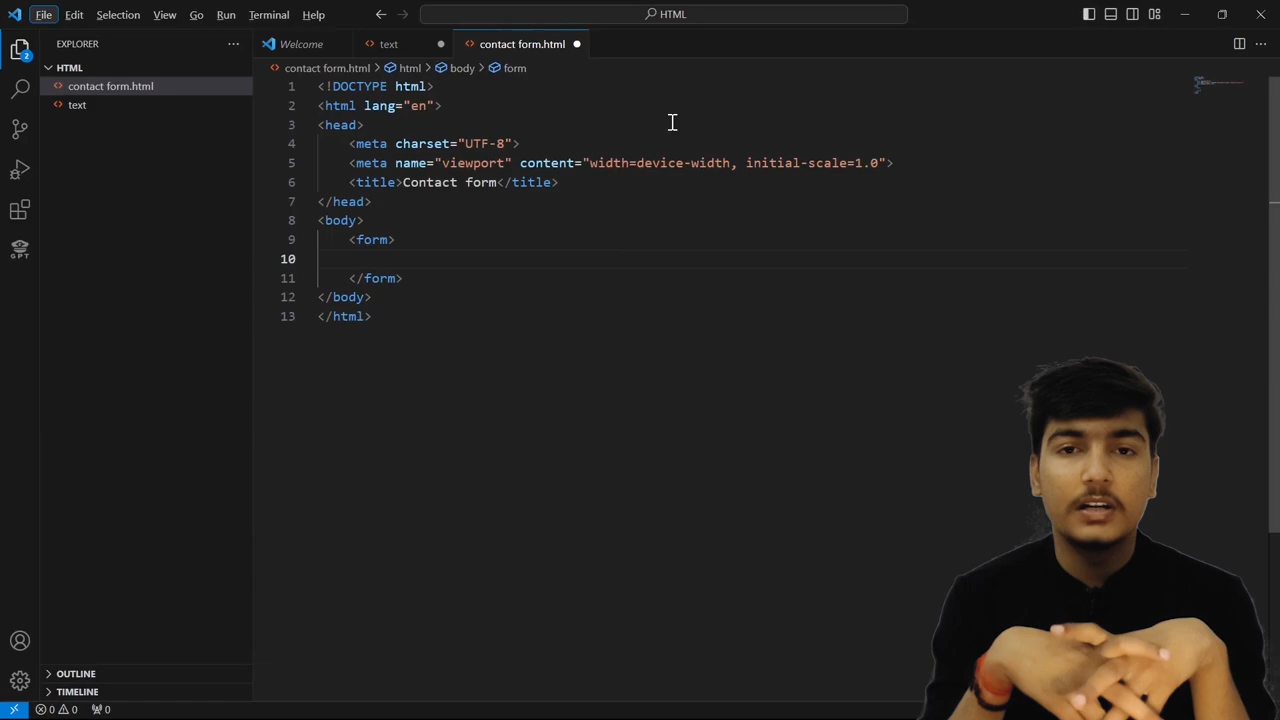 File Edit Selection View Go Run Terminal Help HTML
EXPLORER
Welcome text contact form.html
HTML
contact form.html > html > body > form
contact form.html
text
1 <!DOCTYPE html>
2 <html lang="en">
3 <head>
4 <meta charset="UTF-8">
5 <meta name="viewport" content="width=device-width, initial-scale=1.0">
6 <title>Contact form</title>
7 </head>
8 <body>
9 <form>
10
11 </form>
12 </body>
13 </html>
2
GPT
OUTLINE
TIMELINE
0 0 0